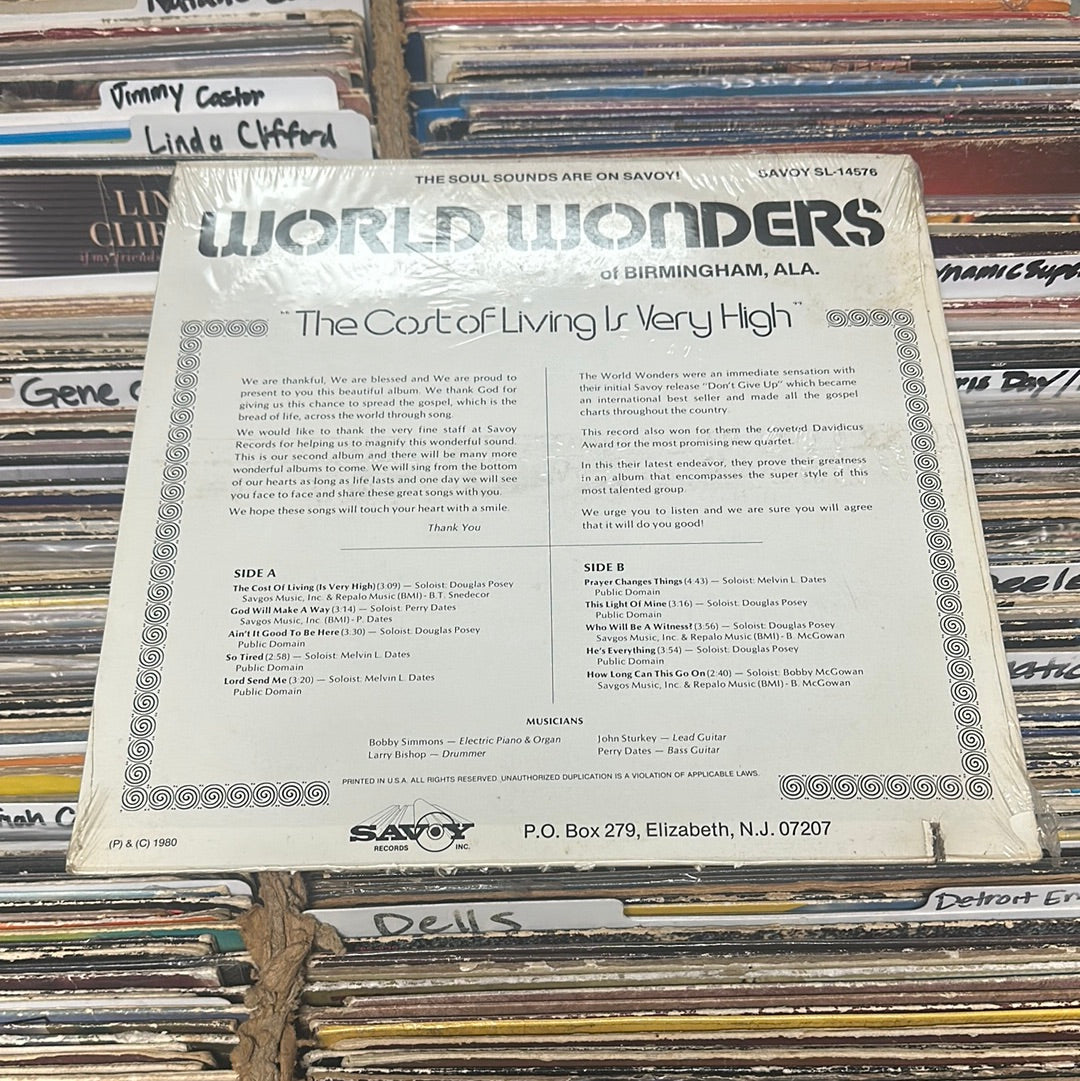 Jimmy Castor
Linda Clifford
LIN
CLIF
if my friends
THE SOUL SOUNDS ARE ON SAVOY!
SAVOY SL-14576
WORLD WONDERS
of BIRMINGHAM, ALA.
"The Cost of Living Is Very High"
Gene
We are thankful, We are blessed and We are proud to
present to you this beautiful album. We thank God for
giving us this chance to spread the gospel, which is the
bread of life, across the world through song.
We would like to thank the very fine staff at Savoy
Records for helping us to magnify this wonderful sound.
This is our second album and there will be many more
wonderful albums to come. We will sing from the bottom
of our hearts as long as life lasts and one day we will see
you face to face and share these great songs with you.
We hope these songs will touch your heart with a smile.
Thank You
The World Wonders were an immediate sensation with
their initial Savoy release "Don't Give Up" which became
an international best seller and made all the gospel
charts throughout the country.
This record also won for them the coveted Davidicus
Award for the most promising new quartet.
In this their latest endeavor, they prove their greatness
in an album that encompasses the super style of this
most talented group.
We urge you to listen and we are sure you will agree
that it will do you good!
SIDE A
The Cost Of Living (Is Very High) (3:09) — Soloist: Douglas Posey
Savgos Music, Inc. & Repalo Music (BMI) - B.T. Snedecor
God Will Make A Way (3:14) — Soloist: Perry Dates
Savgos Music, Inc. (BMI) - P. Dates
Ain't It Good To Be Here (3:30) — Soloist: Douglas Posey
Public Domain
So Tired (2:58) — Soloist: Melvin L. Dates
Public Domain
Lord Send Me (3:20) — Soloist: Melvin L. Dates
Public Domain
SIDE B
Prayer Changes Things (4:43) — Soloist: Melvin L. Dates
Public Domain
This Light Of Mine (3:16) — Soloist: Douglas Posey
Public Domain
Who Will Be A Witness? (3:56) — Soloist: Douglas Posey
Savgos Music, Inc. & Repalo Music (BMI) - B. McGowan
He's Everything (3:54) — Soloist: Douglas Posey
Public Domain
How Long Can This Go On (2:40) — Soloist: Bobby McGowan
Savgos Music, Inc. & Repalo Music (BMI) - B. McGowan
MUSICIANS
Bobby Simmons — Electric Piano & Organ
Larry Bishop — Drummer
John Sturkey — Lead Guitar
Perry Dates — Bass Guitar
PRINTED IN U.S.A. ALL RIGHTS RESERVED. UNAUTHORIZED DUPLICATION IS A VIOLATION OF APPLICABLE LAWS.
(P) & (C) 1980
SAVOY
RECORDS INC.
P.O. Box 279, Elizabeth, N.J. 07207
Dells
Detroit